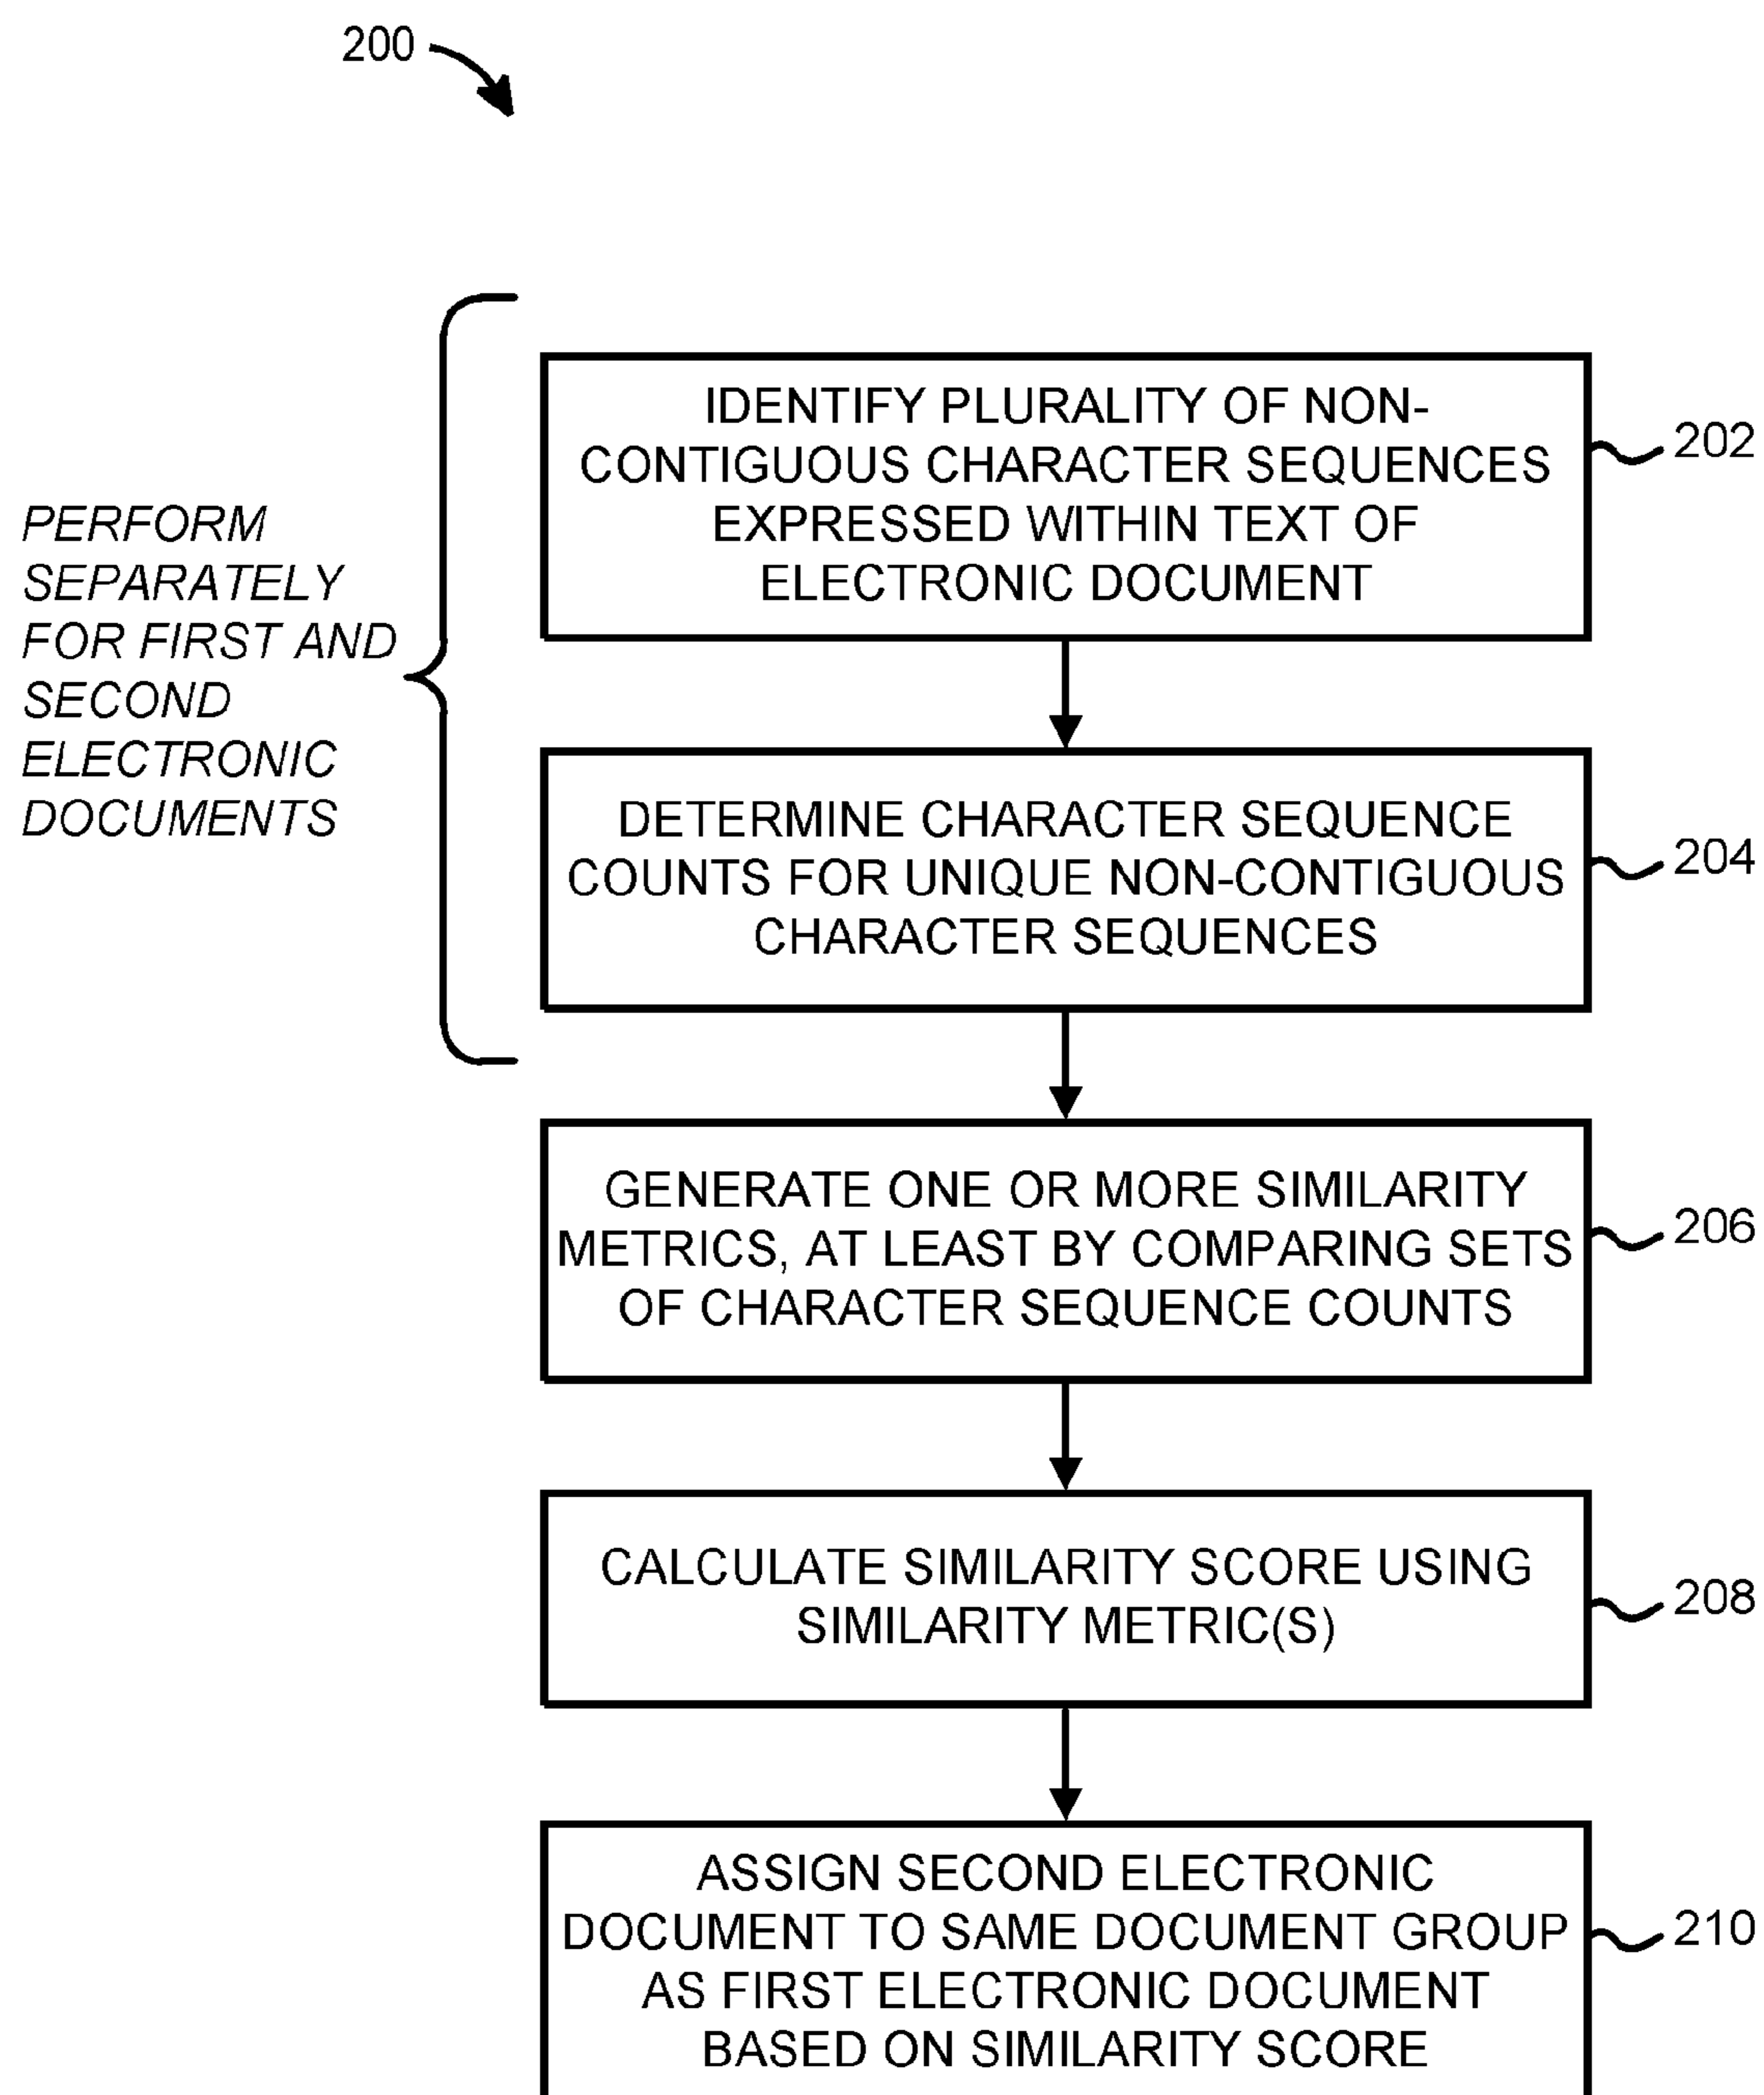 200
PERFORM
SEPARATELY
FOR FIRST AND
SECOND
ELECTRONIC
DOCUMENTS
IDENTIFY PLURALITY OF NON-
CONTIGUOUS CHARACTER SEQUENCES
EXPRESSED WITHIN TEXT OF
ELECTRONIC DOCUMENT
202
DETERMINE CHARACTER SEQUENCE
COUNTS FOR UNIQUE NON-CONTIGUOUS
CHARACTER SEQUENCES
204
GENERATE ONE OR MORE SIMILARITY
METRICS, AT LEAST BY COMPARING SETS
OF CHARACTER SEQUENCE COUNTS
206
CALCULATE SIMILARITY SCORE USING
SIMILARITY METRIC(S)
208
ASSIGN SECOND ELECTRONIC
DOCUMENT TO SAME DOCUMENT GROUP
AS FIRST ELECTRONIC DOCUMENT
BASED ON SIMILARITY SCORE
210